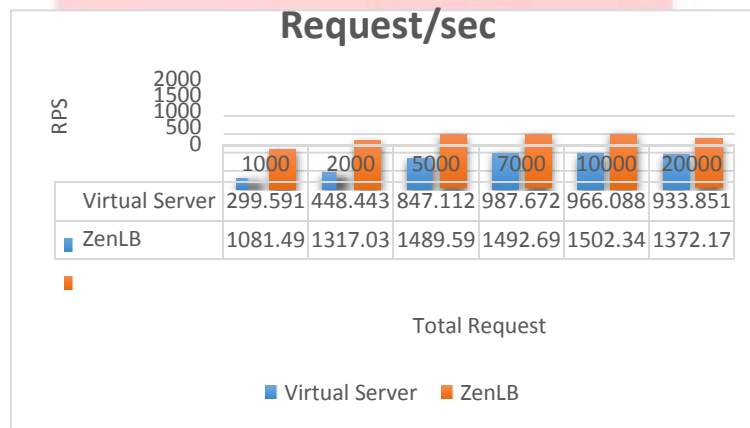 Request/sec
RPS
2000
1500
1000
500
0
1000 2000 5000 7000 10000 20000
Virtual Server 299.591 448.443 847.112 987.672 966.088 933.851
ZenLB 1081.49 1317.03 1489.59 1492.69 1502.34 1372.17
Total Request
Virtual Server ZenLB